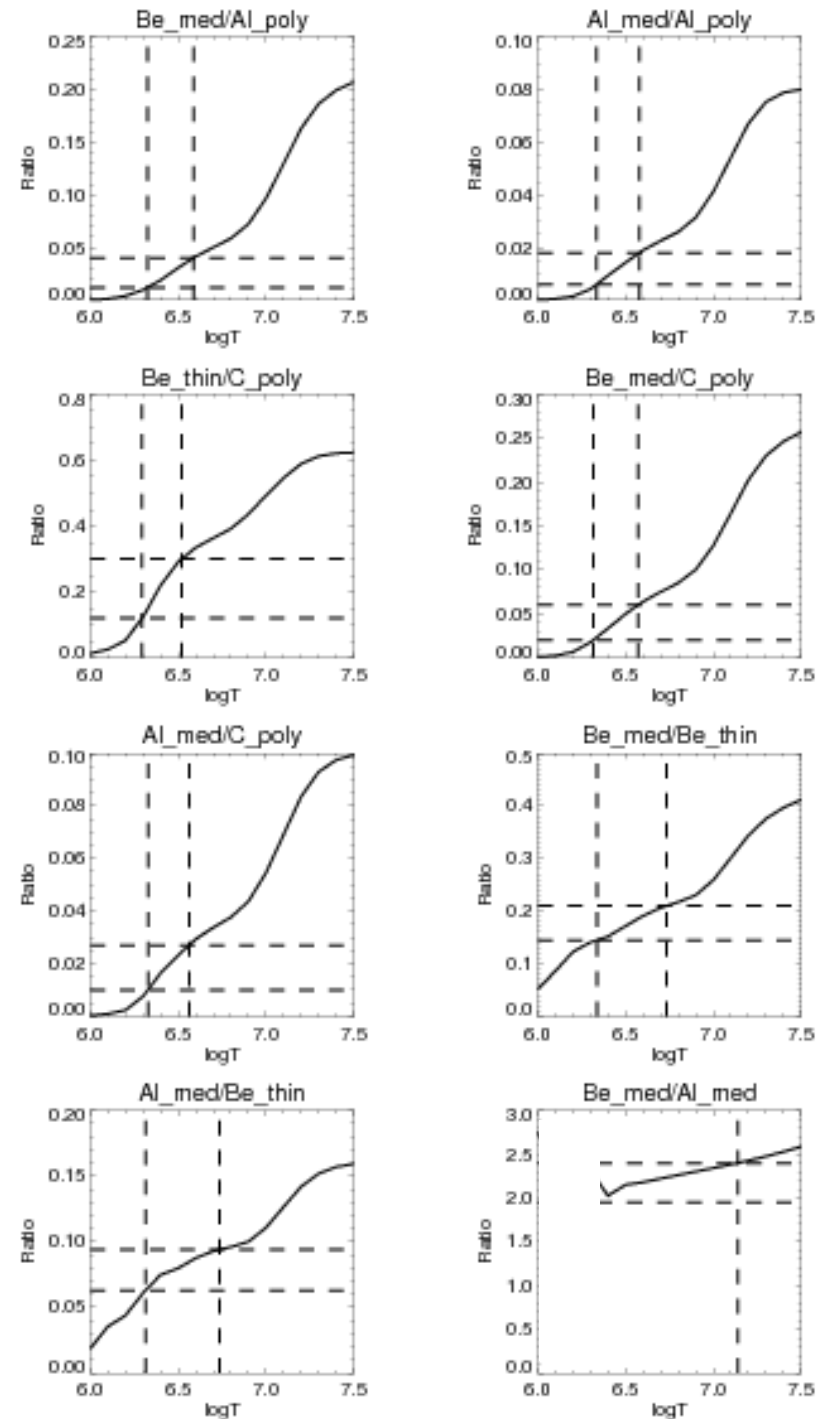 Be_med/Al_poly
0.25
0.20
0.15
0.10
0.05
0.00
Ratio
6.0 6.5 7.0 7.5
logT
Al_med/Al_poly
0.10
0.08
0.06
0.04
0.02
0.00
Ratio
6.0 6.5 7.0 7.5
logT
Be_thin/C_poly
0.8
0.6
0.4
0.2
0.0
Ratio
6.0 6.5 7.0 7.5
logT
Be_med/C_poly
0.30
0.25
0.20
0.15
0.10
0.05
0.00
Ratio
6.0 6.5 7.0 7.5
logT
Al_med/C_poly
0.10
0.08
0.06
0.04
0.02
0.00
Ratio
6.0 6.5 7.0 7.5
logT
Be_med/Be_thin
0.5
0.4
0.3
0.2
0.1
0.0
Ratio
6.0 6.5 7.0 7.5
logT
Al_med/Be_thin
0.20
0.15
0.10
0.05
0.00
Ratio
6.0 6.5 7.0 7.5
logT
Be_med/Al_med
3.0
2.5
2.0
1.5
1.0
0.5
0.0
Ratio
6.0 6.5 7.0 7.5
logT